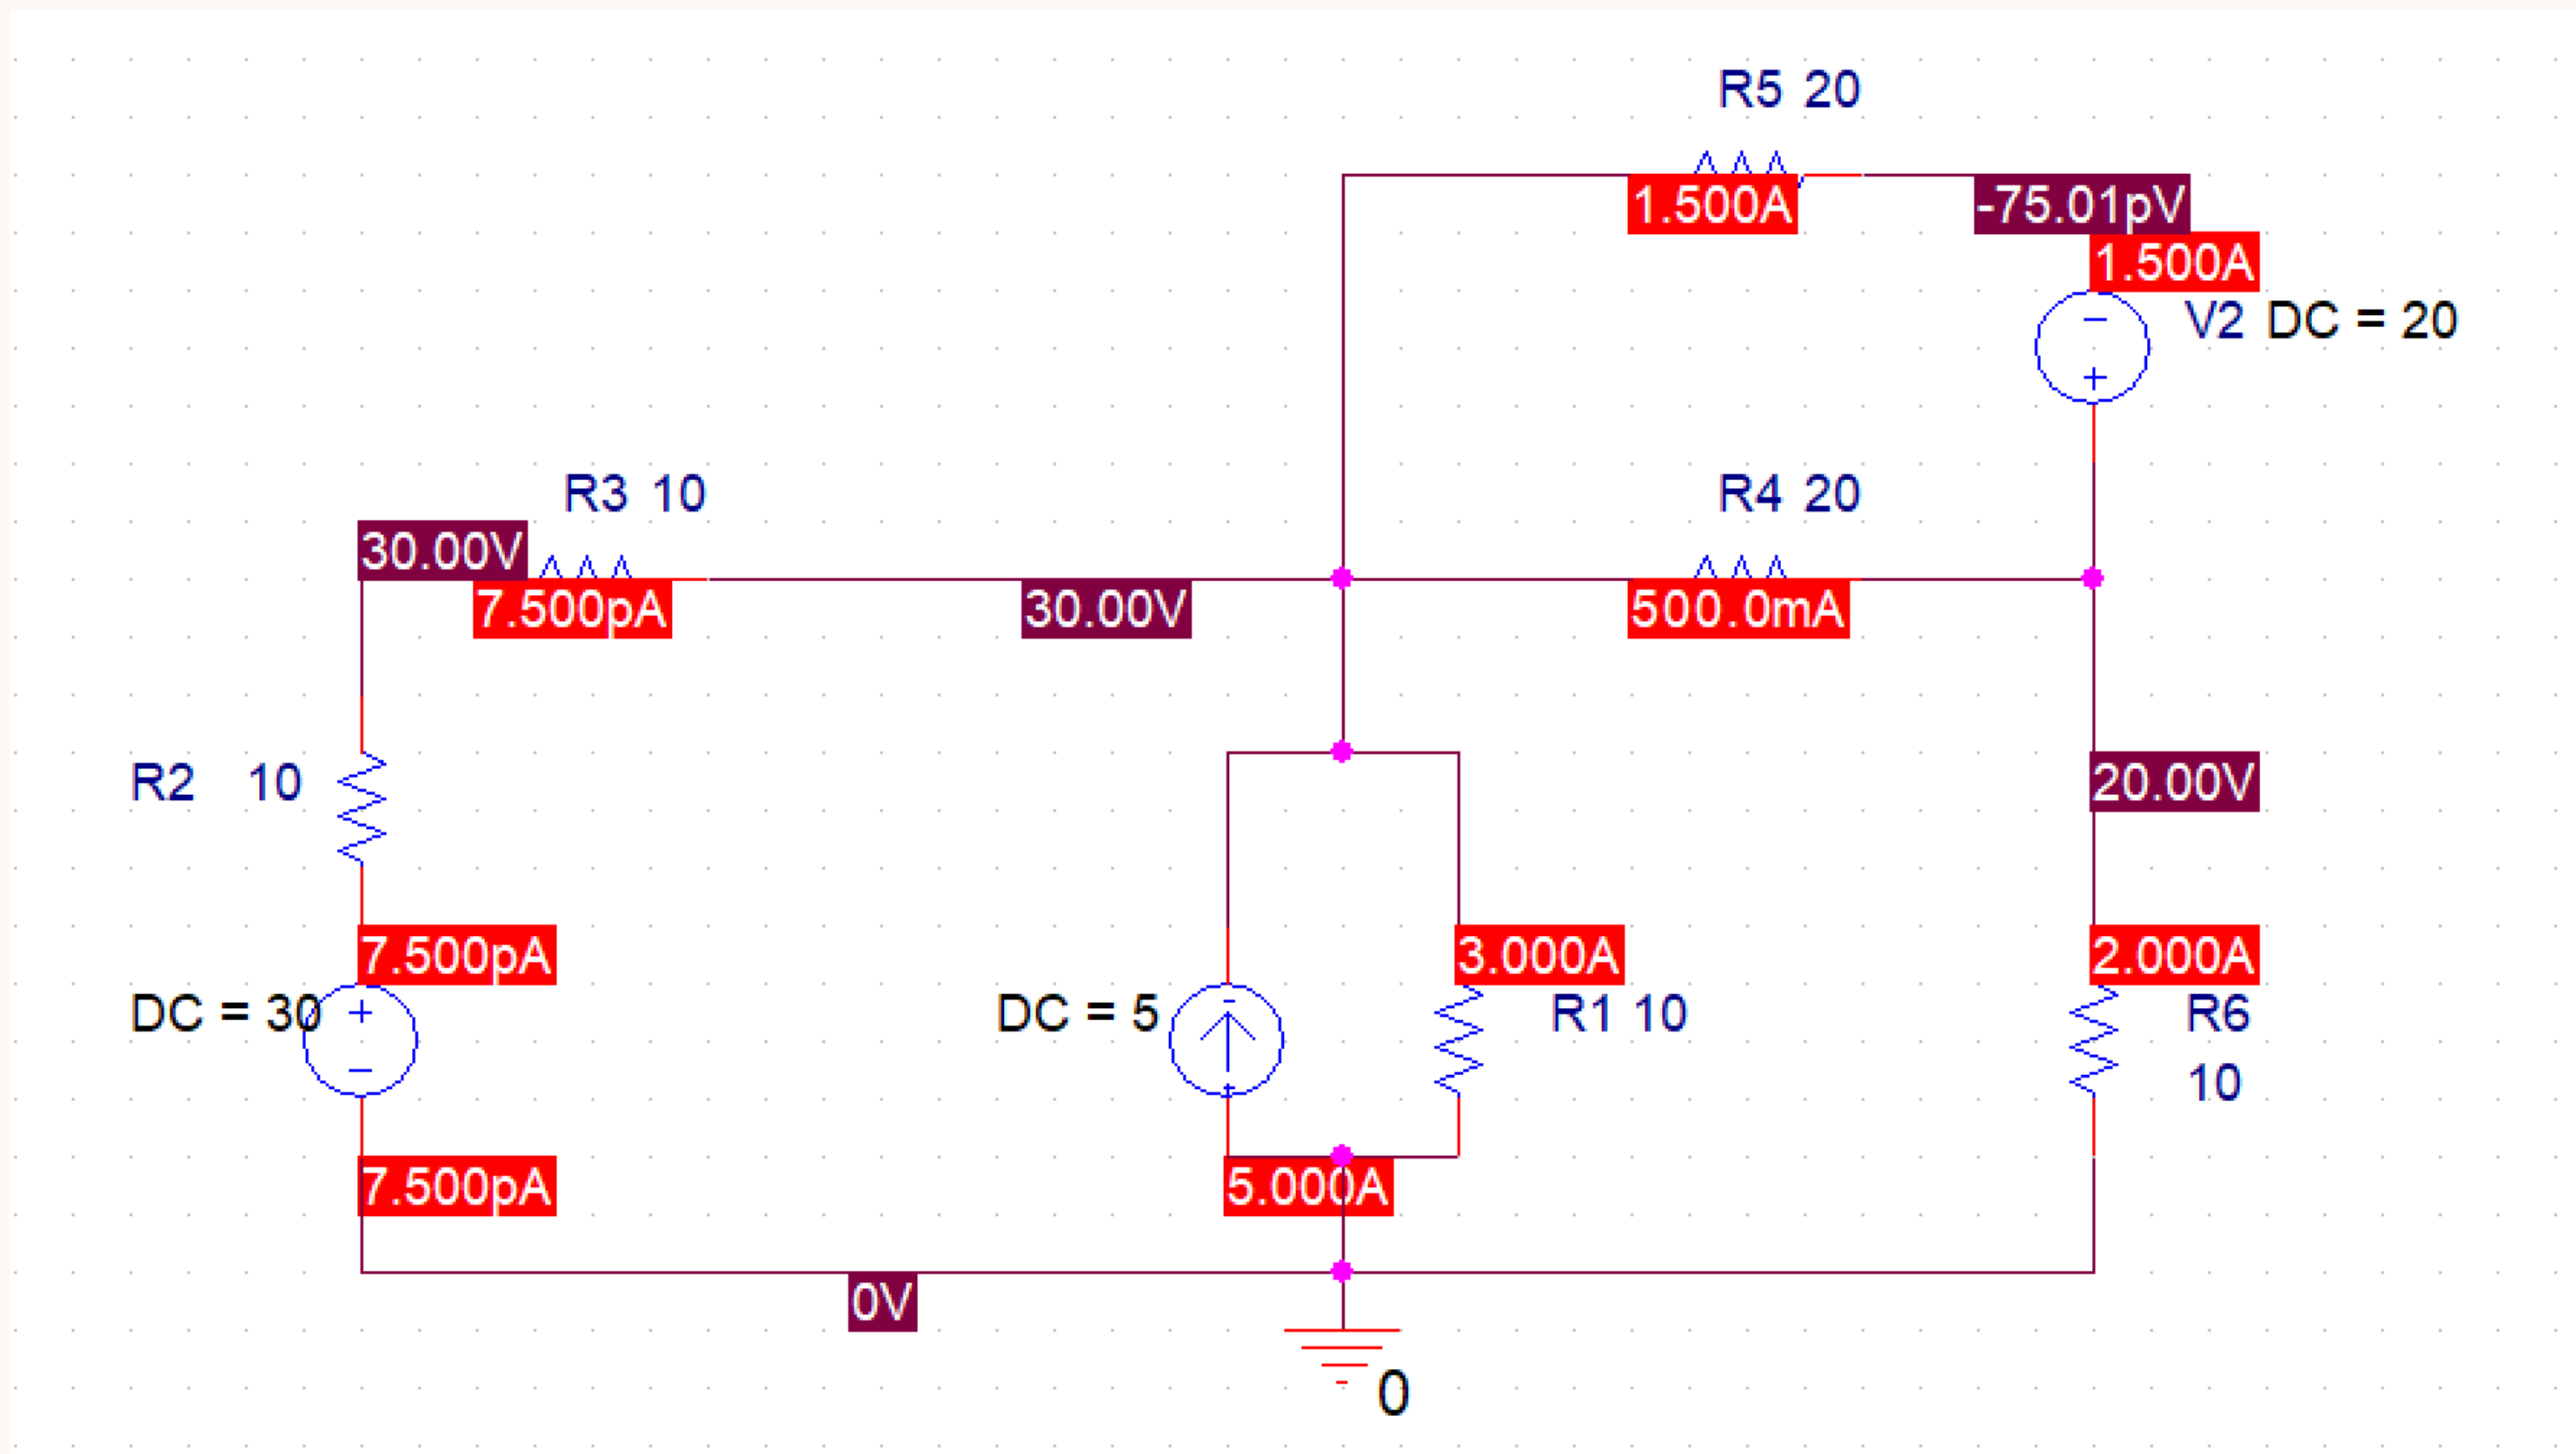 R5 20
1.500A
-75.01pV
1.500A
V2 DC = 20
R3 10
R4 20
30.00V
7.500pA
30.00V
500.0mA
R2 10
20.00V
7.500pA
3.000A
2.000A
DC = 30
DC = 5
R1 10
R6
10
7.500pA
5.000A
0V
0